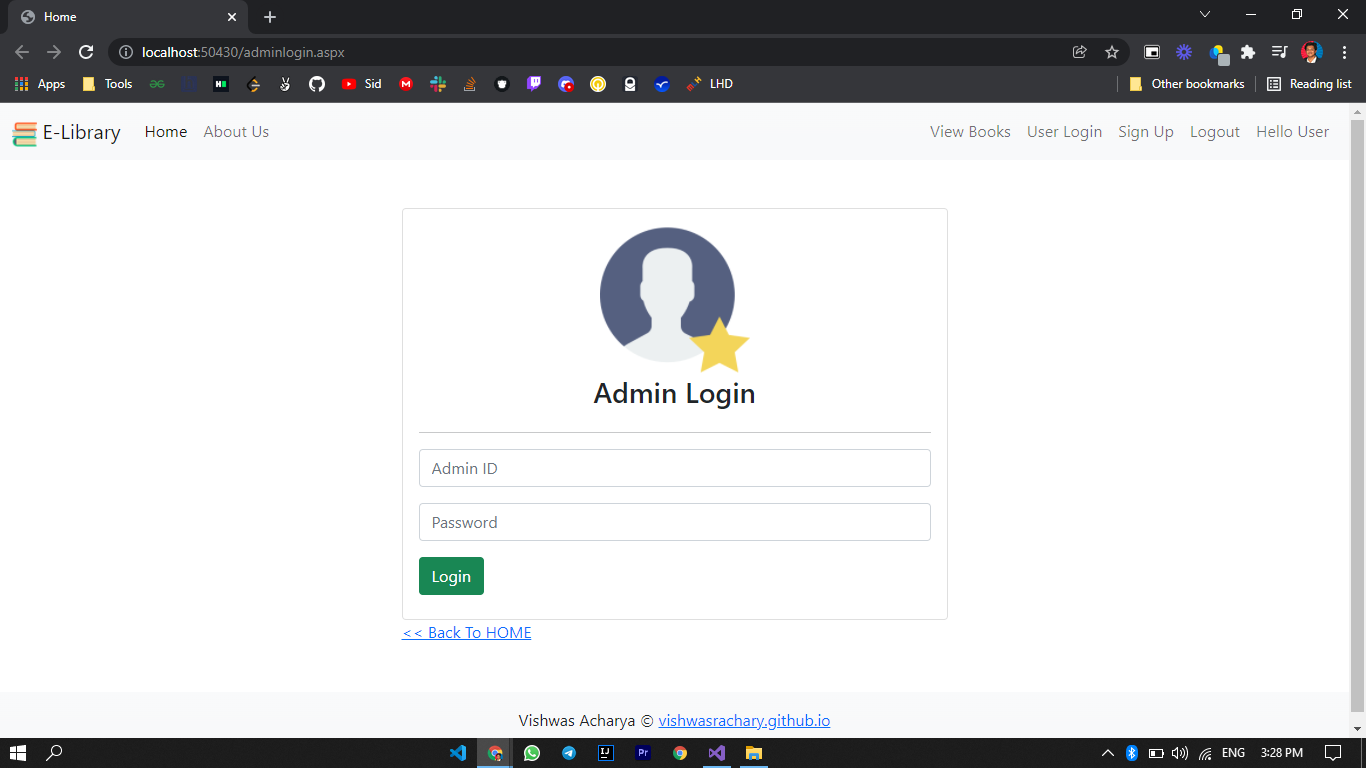 Home
localhost:50430/adminlogin.aspx
Apps Tools Sid LHD Other bookmarks Reading list
E-Library Home About Us View Books User Login Sign Up Logout Hello User
Admin Login
Admin ID
Password
Login
<< Back To HOME
Vishwas Acharya © vishwasrachary.github.io
ENG 3:28 PM